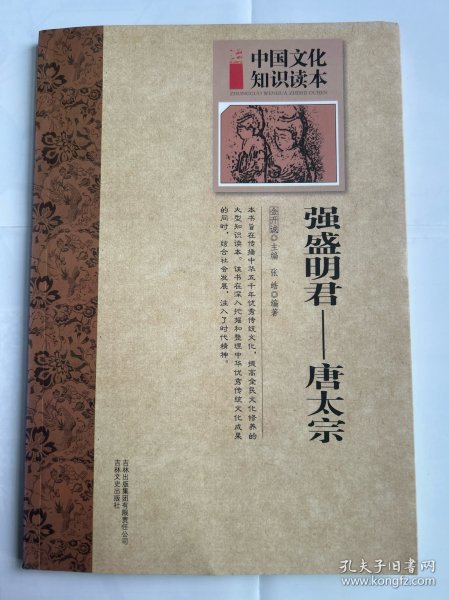 中国文化
知识读本
ZHONGGUO WENHUA ZHISHI DUBEN
强盛明君——唐太宗
金开诚◎主编 张皓◎编著
本书旨在传播中华五千年优秀传统文化，提高全民文化修养的
大型知识读本。该书在深入挖掘和整理中华优秀传统文化成果
的同时，结合社会发展，注入了时代精神。
吉林出版集团有限责任公司
吉林文史出版社
孔夫子旧书网
www.kongfz.com